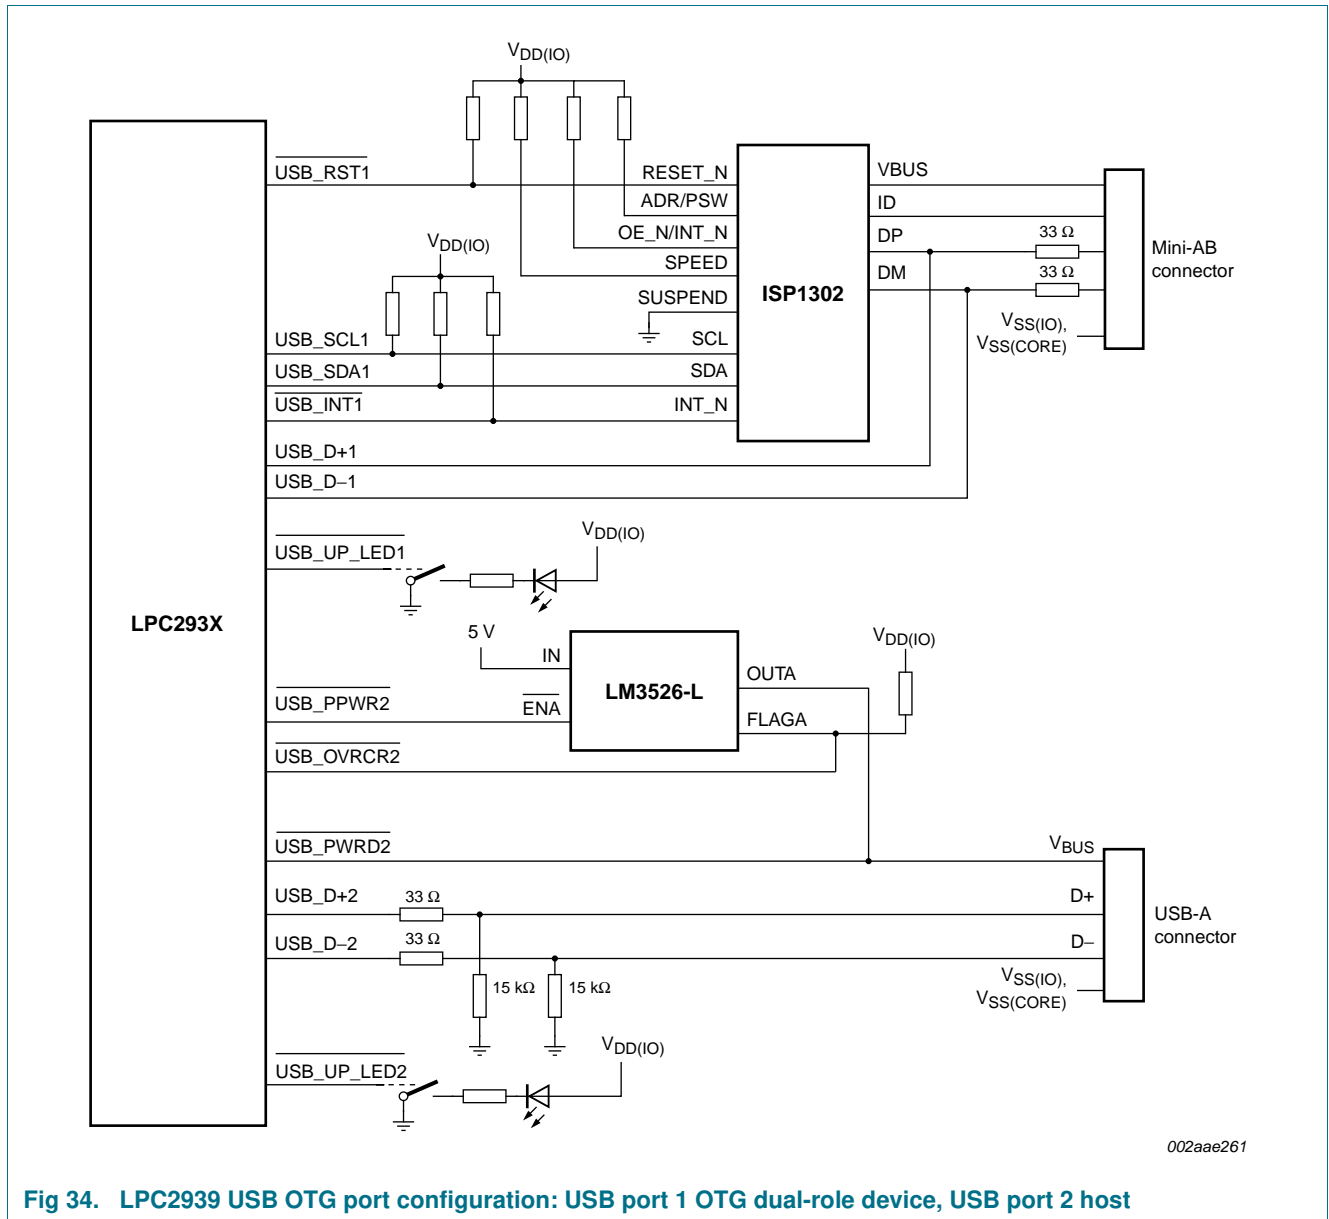 VDD(IO)
USB_RST1
RESET_N
VBUS
ADR/PSW
ID
OE_N/INT_N
DP
33 Ω
VDD(IO)
SPEED
Mini-AB
connector
DM
33 Ω
SUSPEND
ISP1302
VSS(IO),
VSS(CORE)
USB_SCL1
SCL
USB_SDA1
SDA
USB_INT1
INT_N
USB_D+1
USB_D−1
VDD(IO)
USB_UP_LED1
LPC293X
5 V
VDD(IO)
IN
OUTA
LM3526-L
USB_PPWR2
ENA
FLAGA
USB_OVRCR2
USB_PWRD2
VBUS
USB_D+2
33 Ω
D+
USB-A
connector
USB_D−2
33 Ω
D−
VSS(IO),
VSS(CORE)
15 kΩ
15 kΩ
VDD(IO)
USB_UP_LED2
002aae261
Fig 34. LPC2939 USB OTG port configuration: USB port 1 OTG dual-role device, USB port 2 host